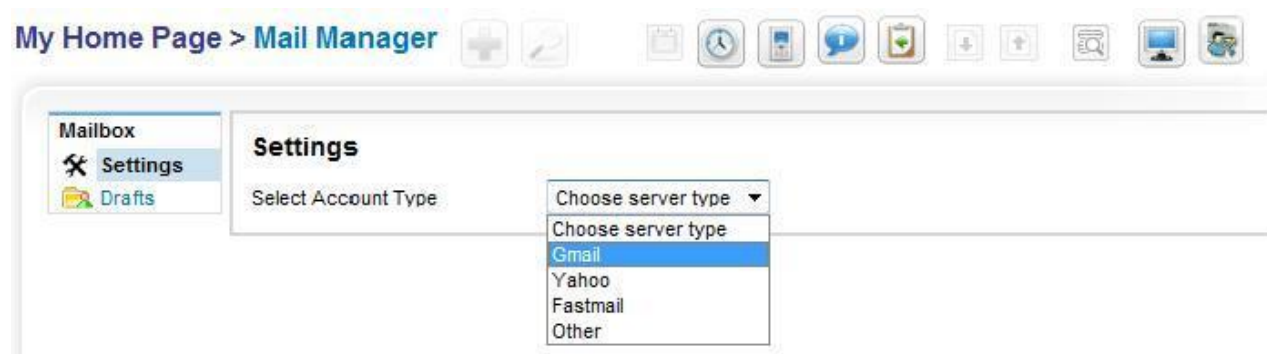 My Home Page > Mail Manager
Mailbox
Settings
Drafts
Settings
Select Account Type
Choose server type
Choose server type
Gmail
Yahoo
Fastmail
Other